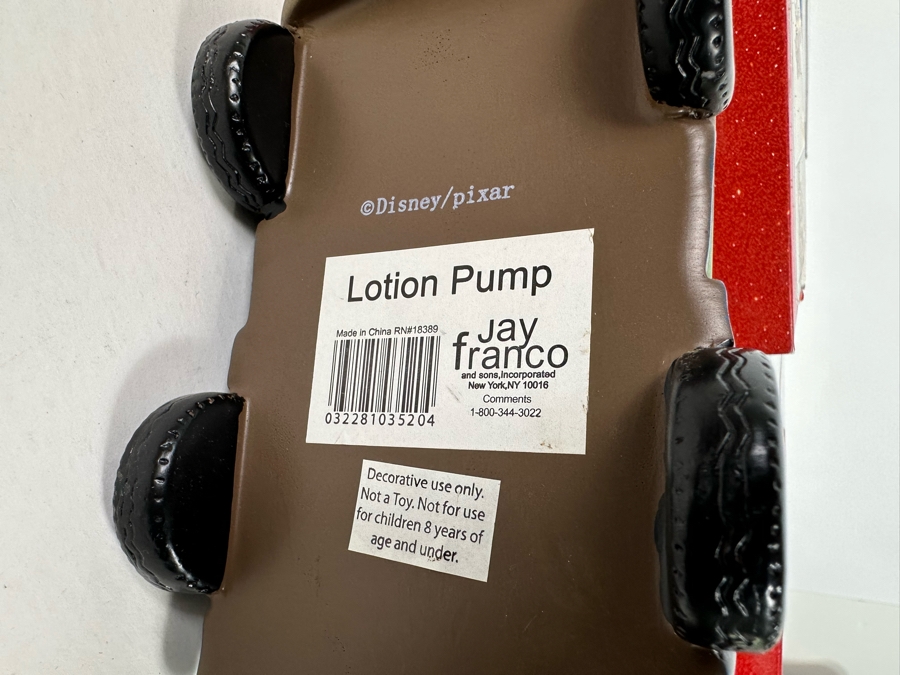 ©Disney/pixar
Lotion Pump
Made in China RN#18389
032281035204
Jay
franco
and sons,Incorporated
New York,NY 10016
Comments
1-800-344-3022
Decorative use only.
Not a Toy. Not for use
for children 8 years of
age and under.